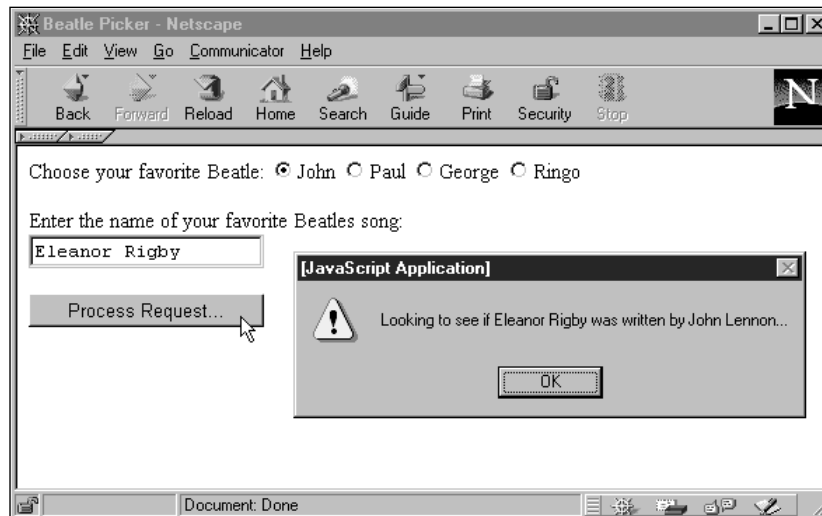 Beatle Picker - Netscape
File Edit View Go Communicator Help
Back Forward Reload Home Search Guide Print Security Stop
N
Choose your favorite Beatle: John Paul George Ringo
Enter the name of your favorite Beatles song:
Eleanor Rigby
[JavaScript Application]
Process Request...
Looking to see if Eleanor Rigby was written by John Lennon...
OK
Document: Done